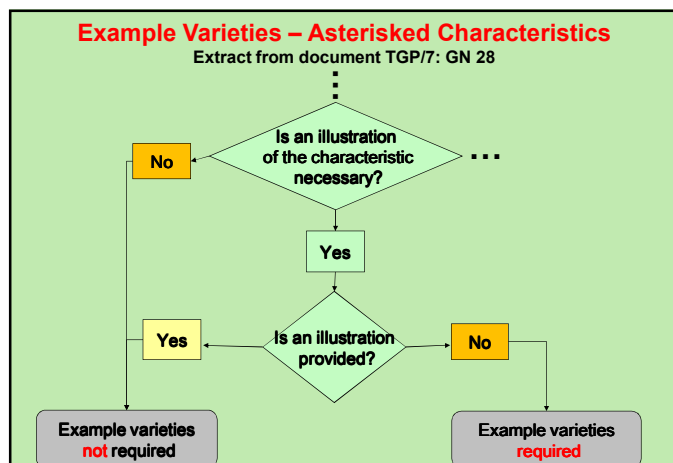 Example Varieties – Asterisked Characteristics
Extract from document TGP/7: GN 28
Is an illustration
of the characteristic
necessary?
No
Yes
Is an illustration
provided?
Yes
No
Example varieties
not required
Example varieties
required